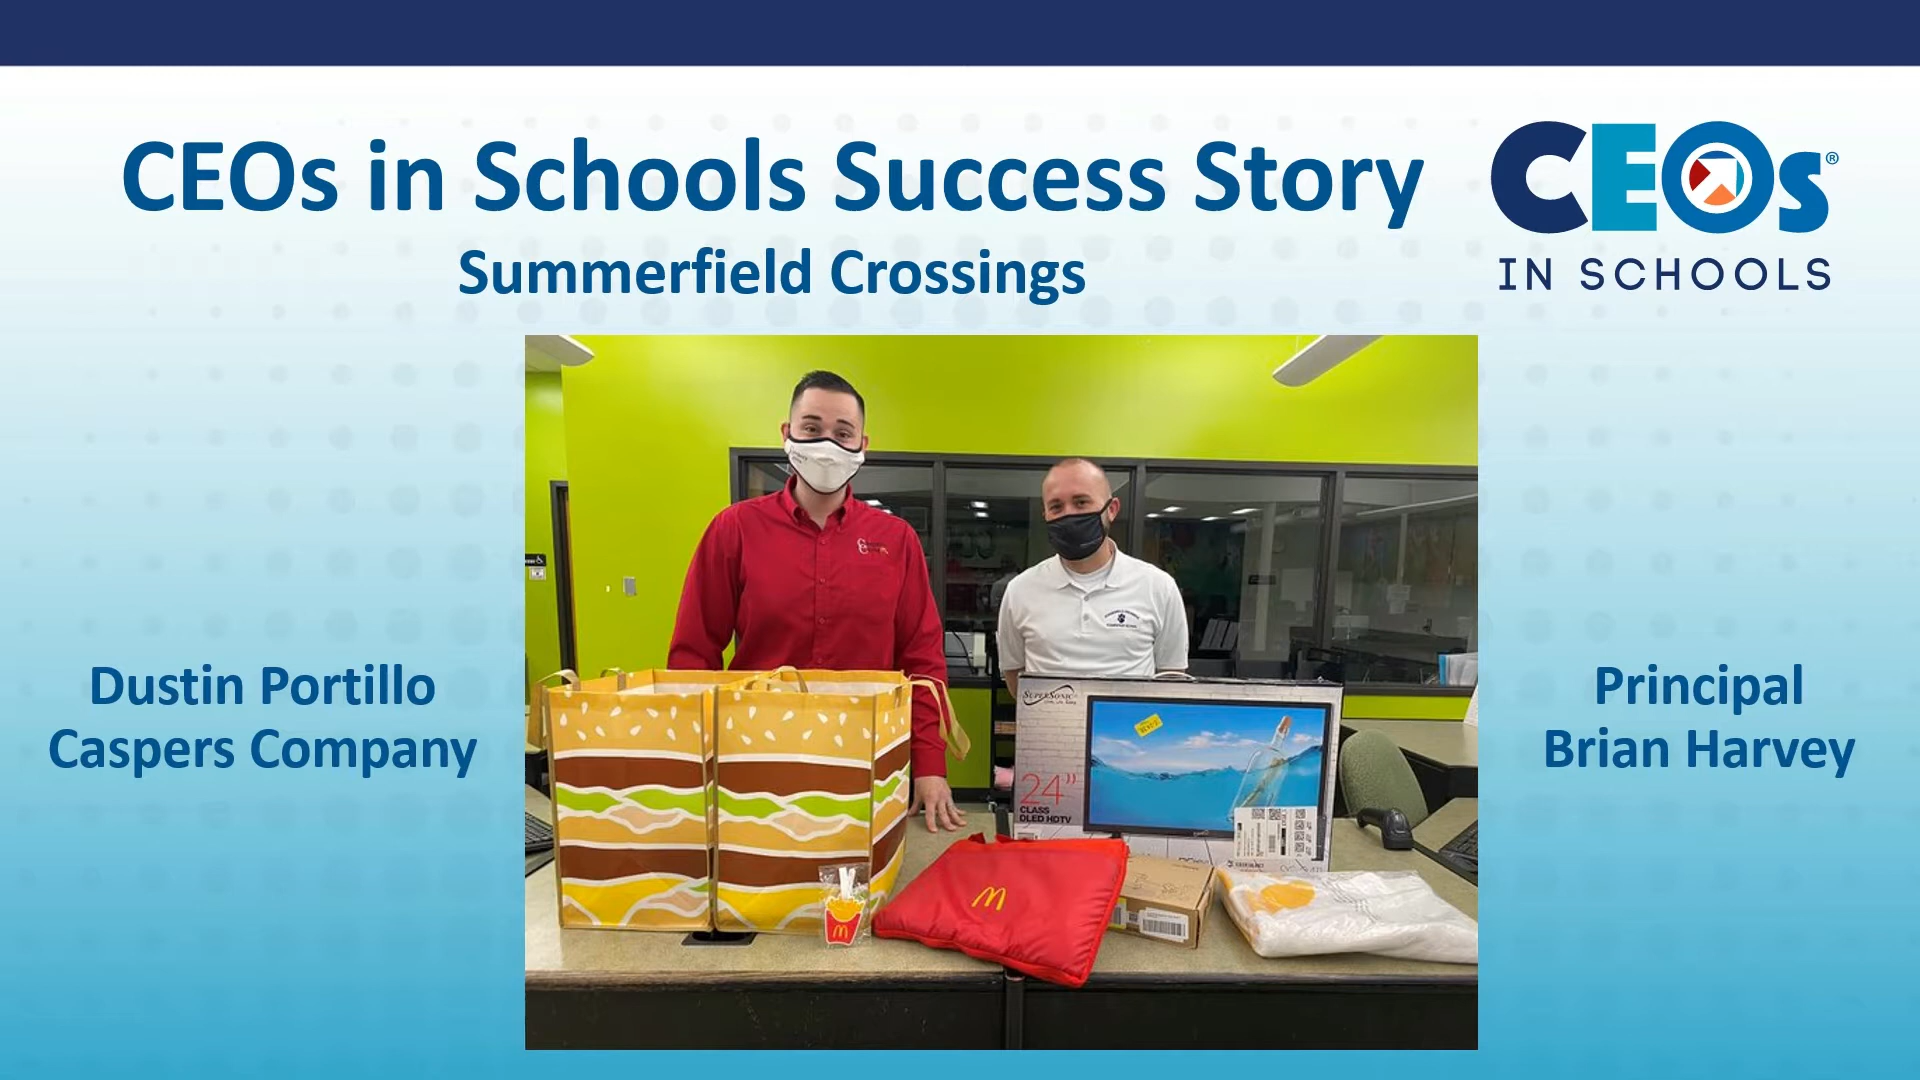 CEOs in Schools Success Story
Summerfield Crossings
CEOs®
IN SCHOOLS
Dustin Portillo
Caspers Company
Principal
Brian Harvey
SUPERSONIC
24”
CLASS
DLED HDTV